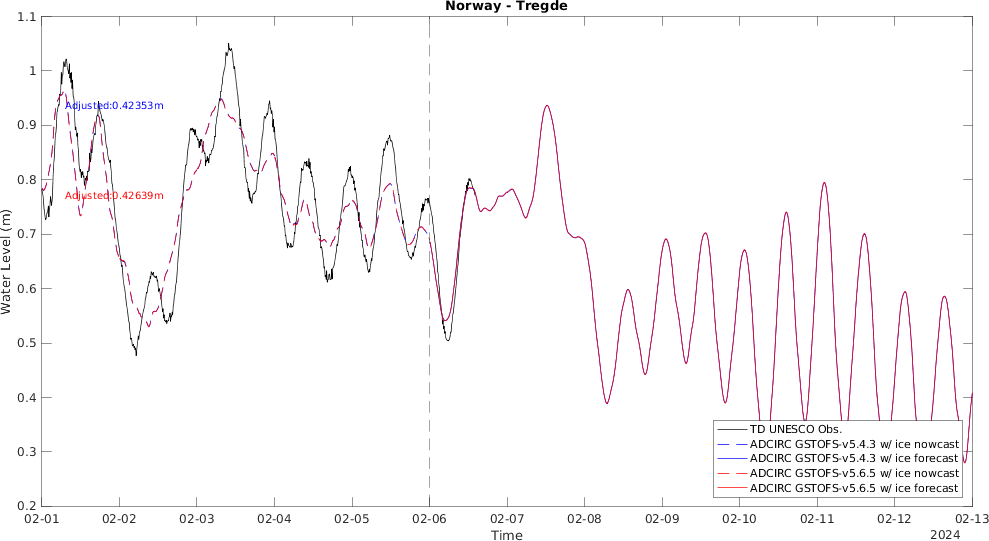 Norway - Tregde
1.1
1
0.9
0.8
0.7
0.6
0.5
0.4
0.3
0.2
Water Level (m)
Adjusted:0.42353m
Adjusted:0.42639m
TD UNESCO Obs.
ADCIRC GSTOFS-v5.4.3 w/ ice nowcast
ADCIRC GSTOFS-v5.4.3 w/ ice forecast
ADCIRC GSTOFS-v5.6.5 w/ ice nowcast
ADCIRC GSTOFS-v5.6.5 w/ ice forecast
02-01 02-02 02-03 02-04 02-05 02-06 02-07 02-08 02-09 02-10 02-11 02-12 02-13
Time
2024